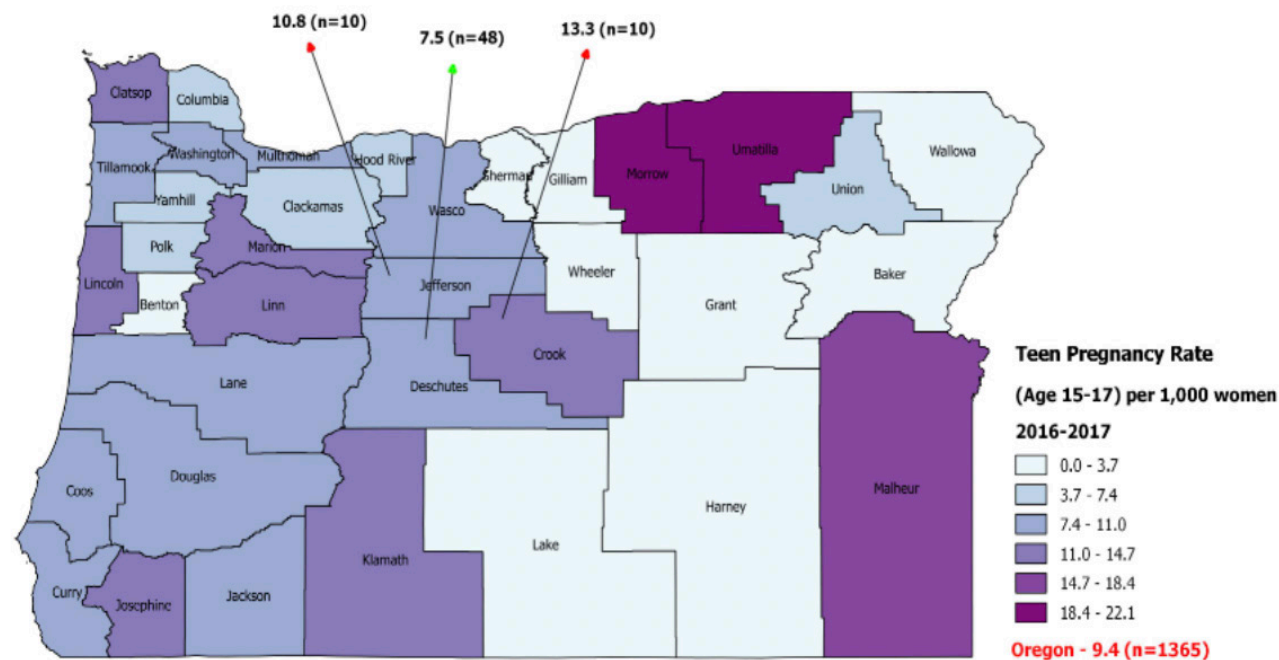 10.8 (n=10)
7.5 (n=48)
13.3 (n=10)
Clatsop
Columbia
Tillamook
Washington
Multnomah
Hood River
Sherman
Gilliam
Morrow
Umatilla
Wallowa
Union
Yamhill
Clackamas
Wasco
Polk
Marion
Lincoln
Benton
Linn
Jefferson
Wheeler
Grant
Baker
Crook
Lane
Deschutes
Coos
Douglas
Malheur
Harney
Lake
Klamath
Curry
Josephine
Jackson
Teen Pregnancy Rate
(Age 15-17) per 1,000 women
2016-2017
0.0 - 3.7
3.7 - 7.4
7.4 - 11.0
11.0 - 14.7
14.7 - 18.4
18.4 - 22.1
Oregon - 9.4 (n=1365)